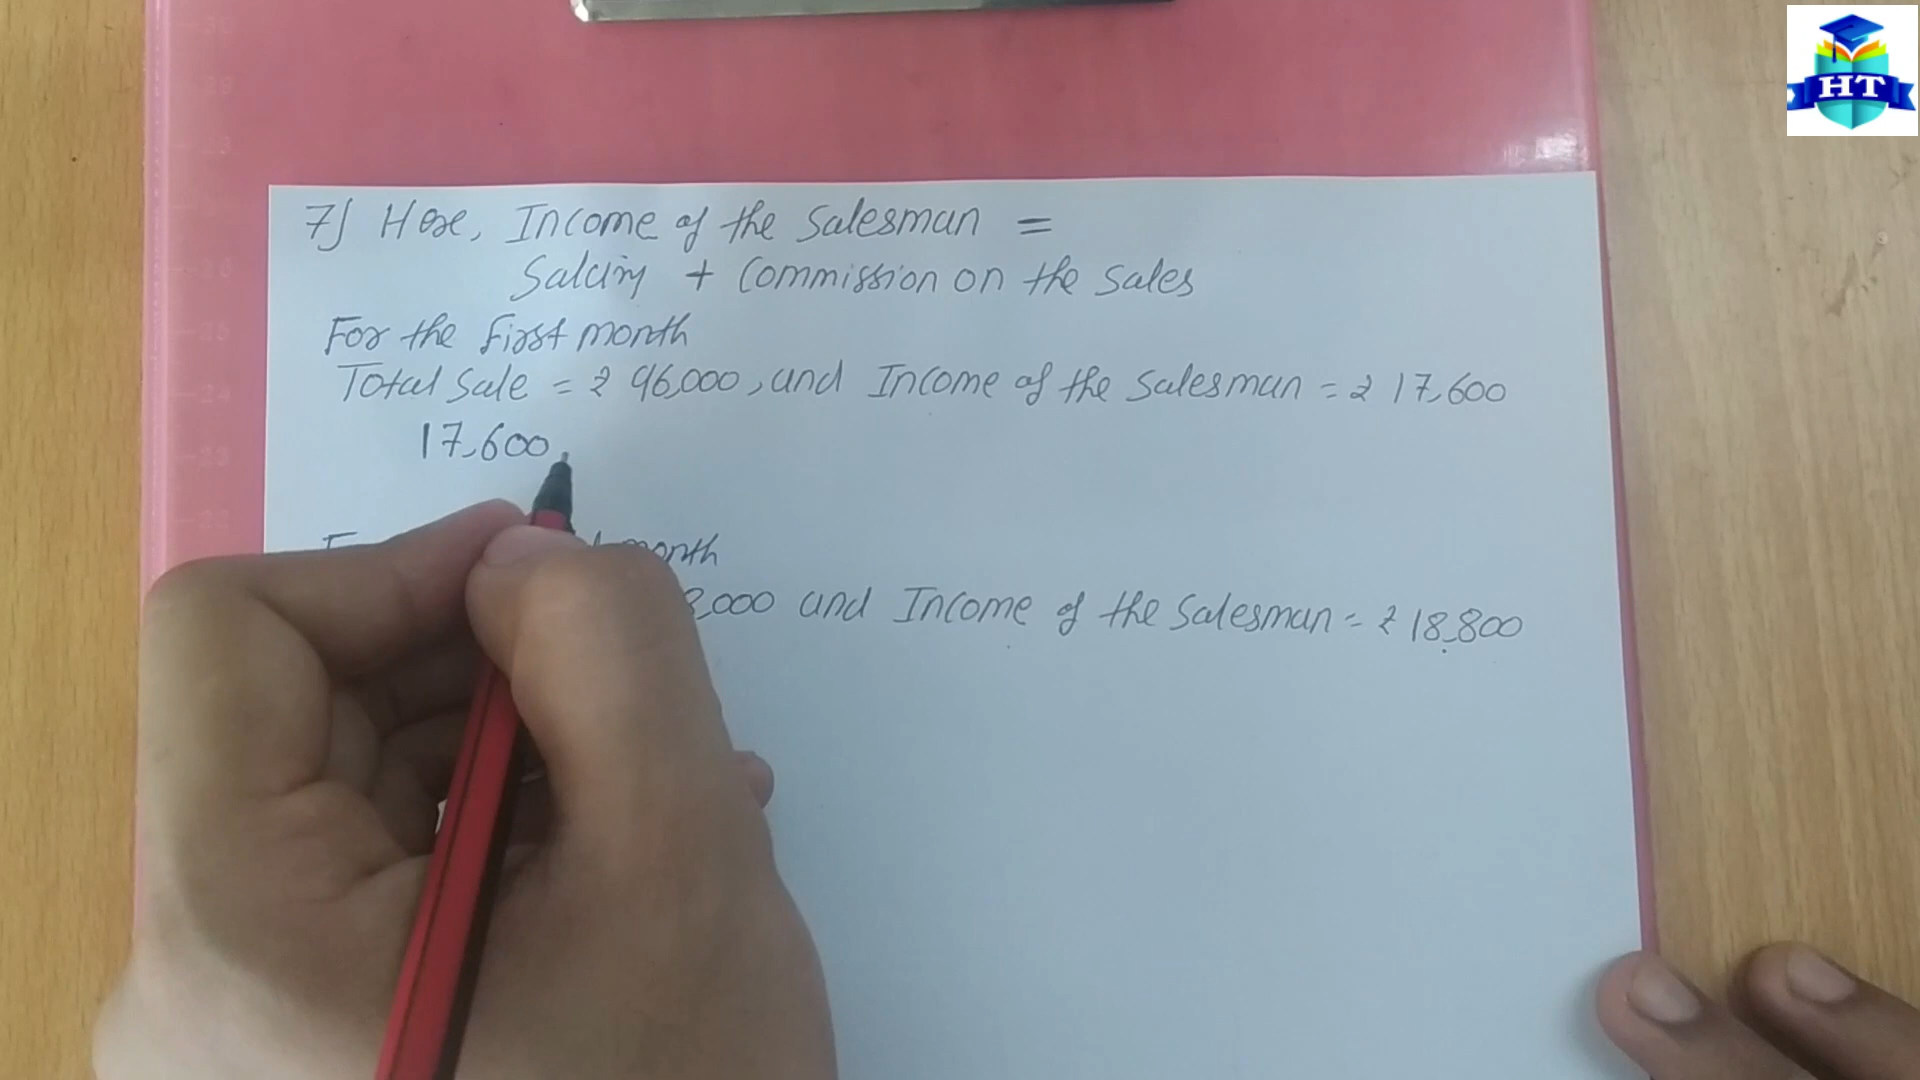 HT
7] Here, Income of the Salesman =
Salary + Commission on the Sales
For the first month
Total Sale = ₹ 96,000, and Income of the Salesman = ₹ 17,600
17,600
month
000 and Income of the Salesman = ₹ 18,800